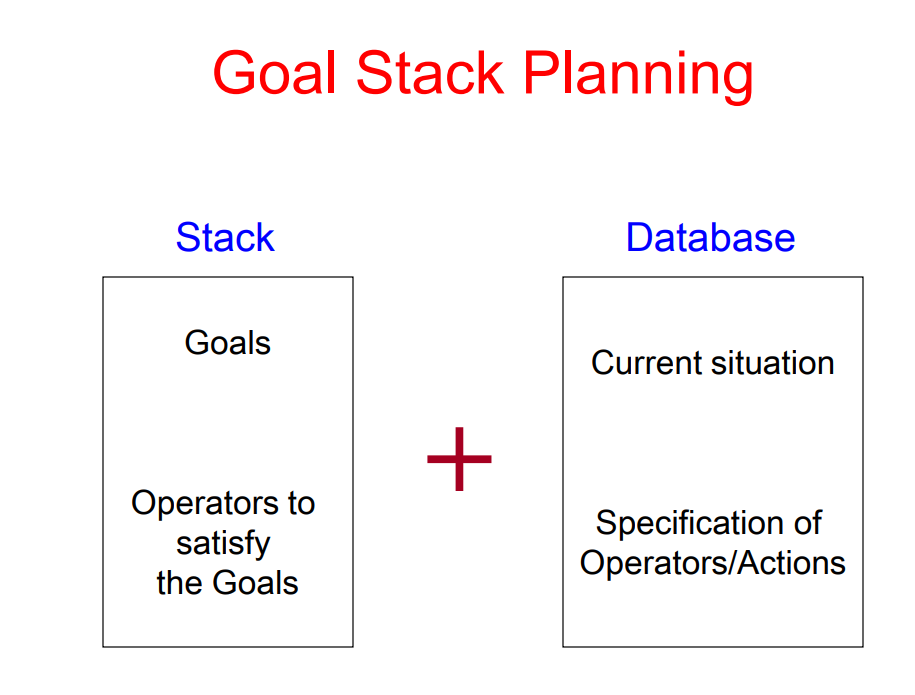 Goal Stack Planning
Stack
Goals
Operators to
satisfy
the Goals
+
Database
Current situation
Specification of
Operators/Actions